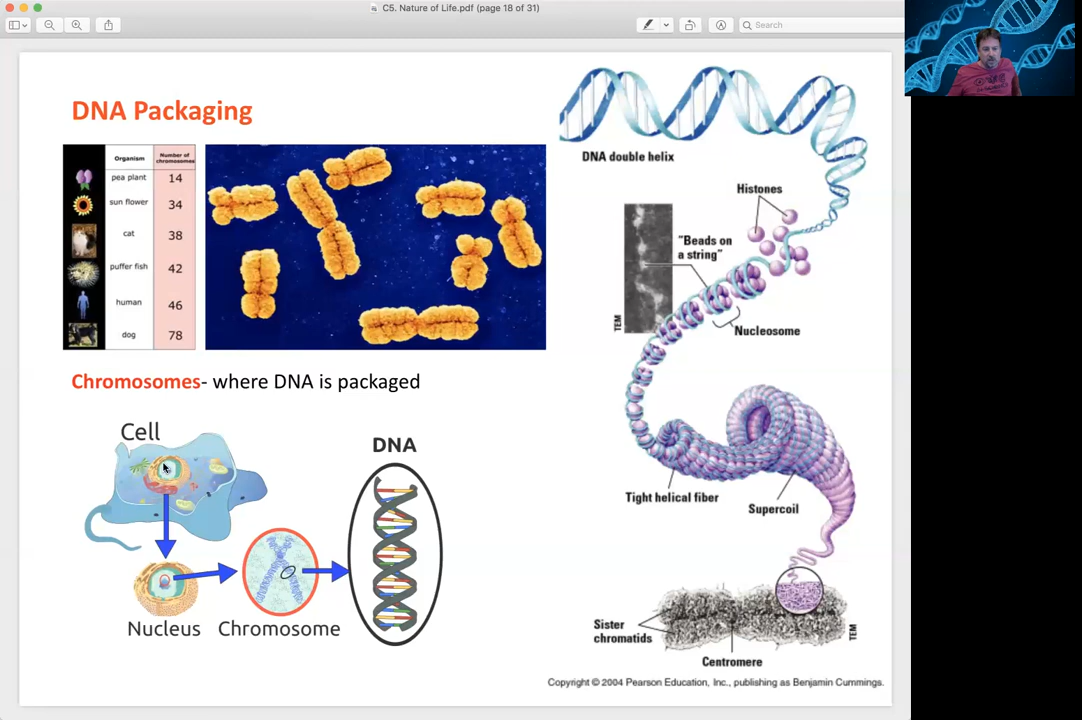 C5. Nature of Life.pdf (page 18 of 31)
Search
DNA Packaging
Organism
Number of
chromosomes
pea plant 14
sun flower 34
cat 38
puffer fish 42
human 46
dog 78
Chromosomes- where DNA is packaged
Cell
Nucleus
Chromosome
DNA
DNA double helix
Histones
"Beads on
a string"
TEM
Nucleosome
Tight helical fiber
Supercoil
Sister
chromatids
TEM
Centromere
Copyright © 2004 Pearson Education, Inc., publishing as Benjamin Cummings.